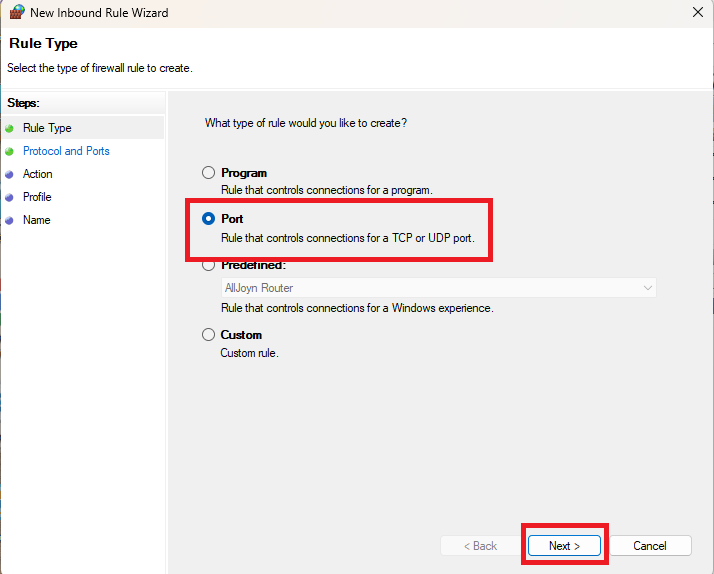 New Inbound Rule Wizard
Rule Type
Select the type of firewall rule to create.
Steps:
Rule Type
Protocol and Ports
Action
Profile
Name
What type of rule would you like to create?
Program
Rule that controls connections for a program.
Port
Rule that controls connections for a TCP or UDP port.
Predefined:
AllJoyn Router
Rule that controls connections for a Windows experience.
Custom
Custom rule.
< Back
Next >
Cancel